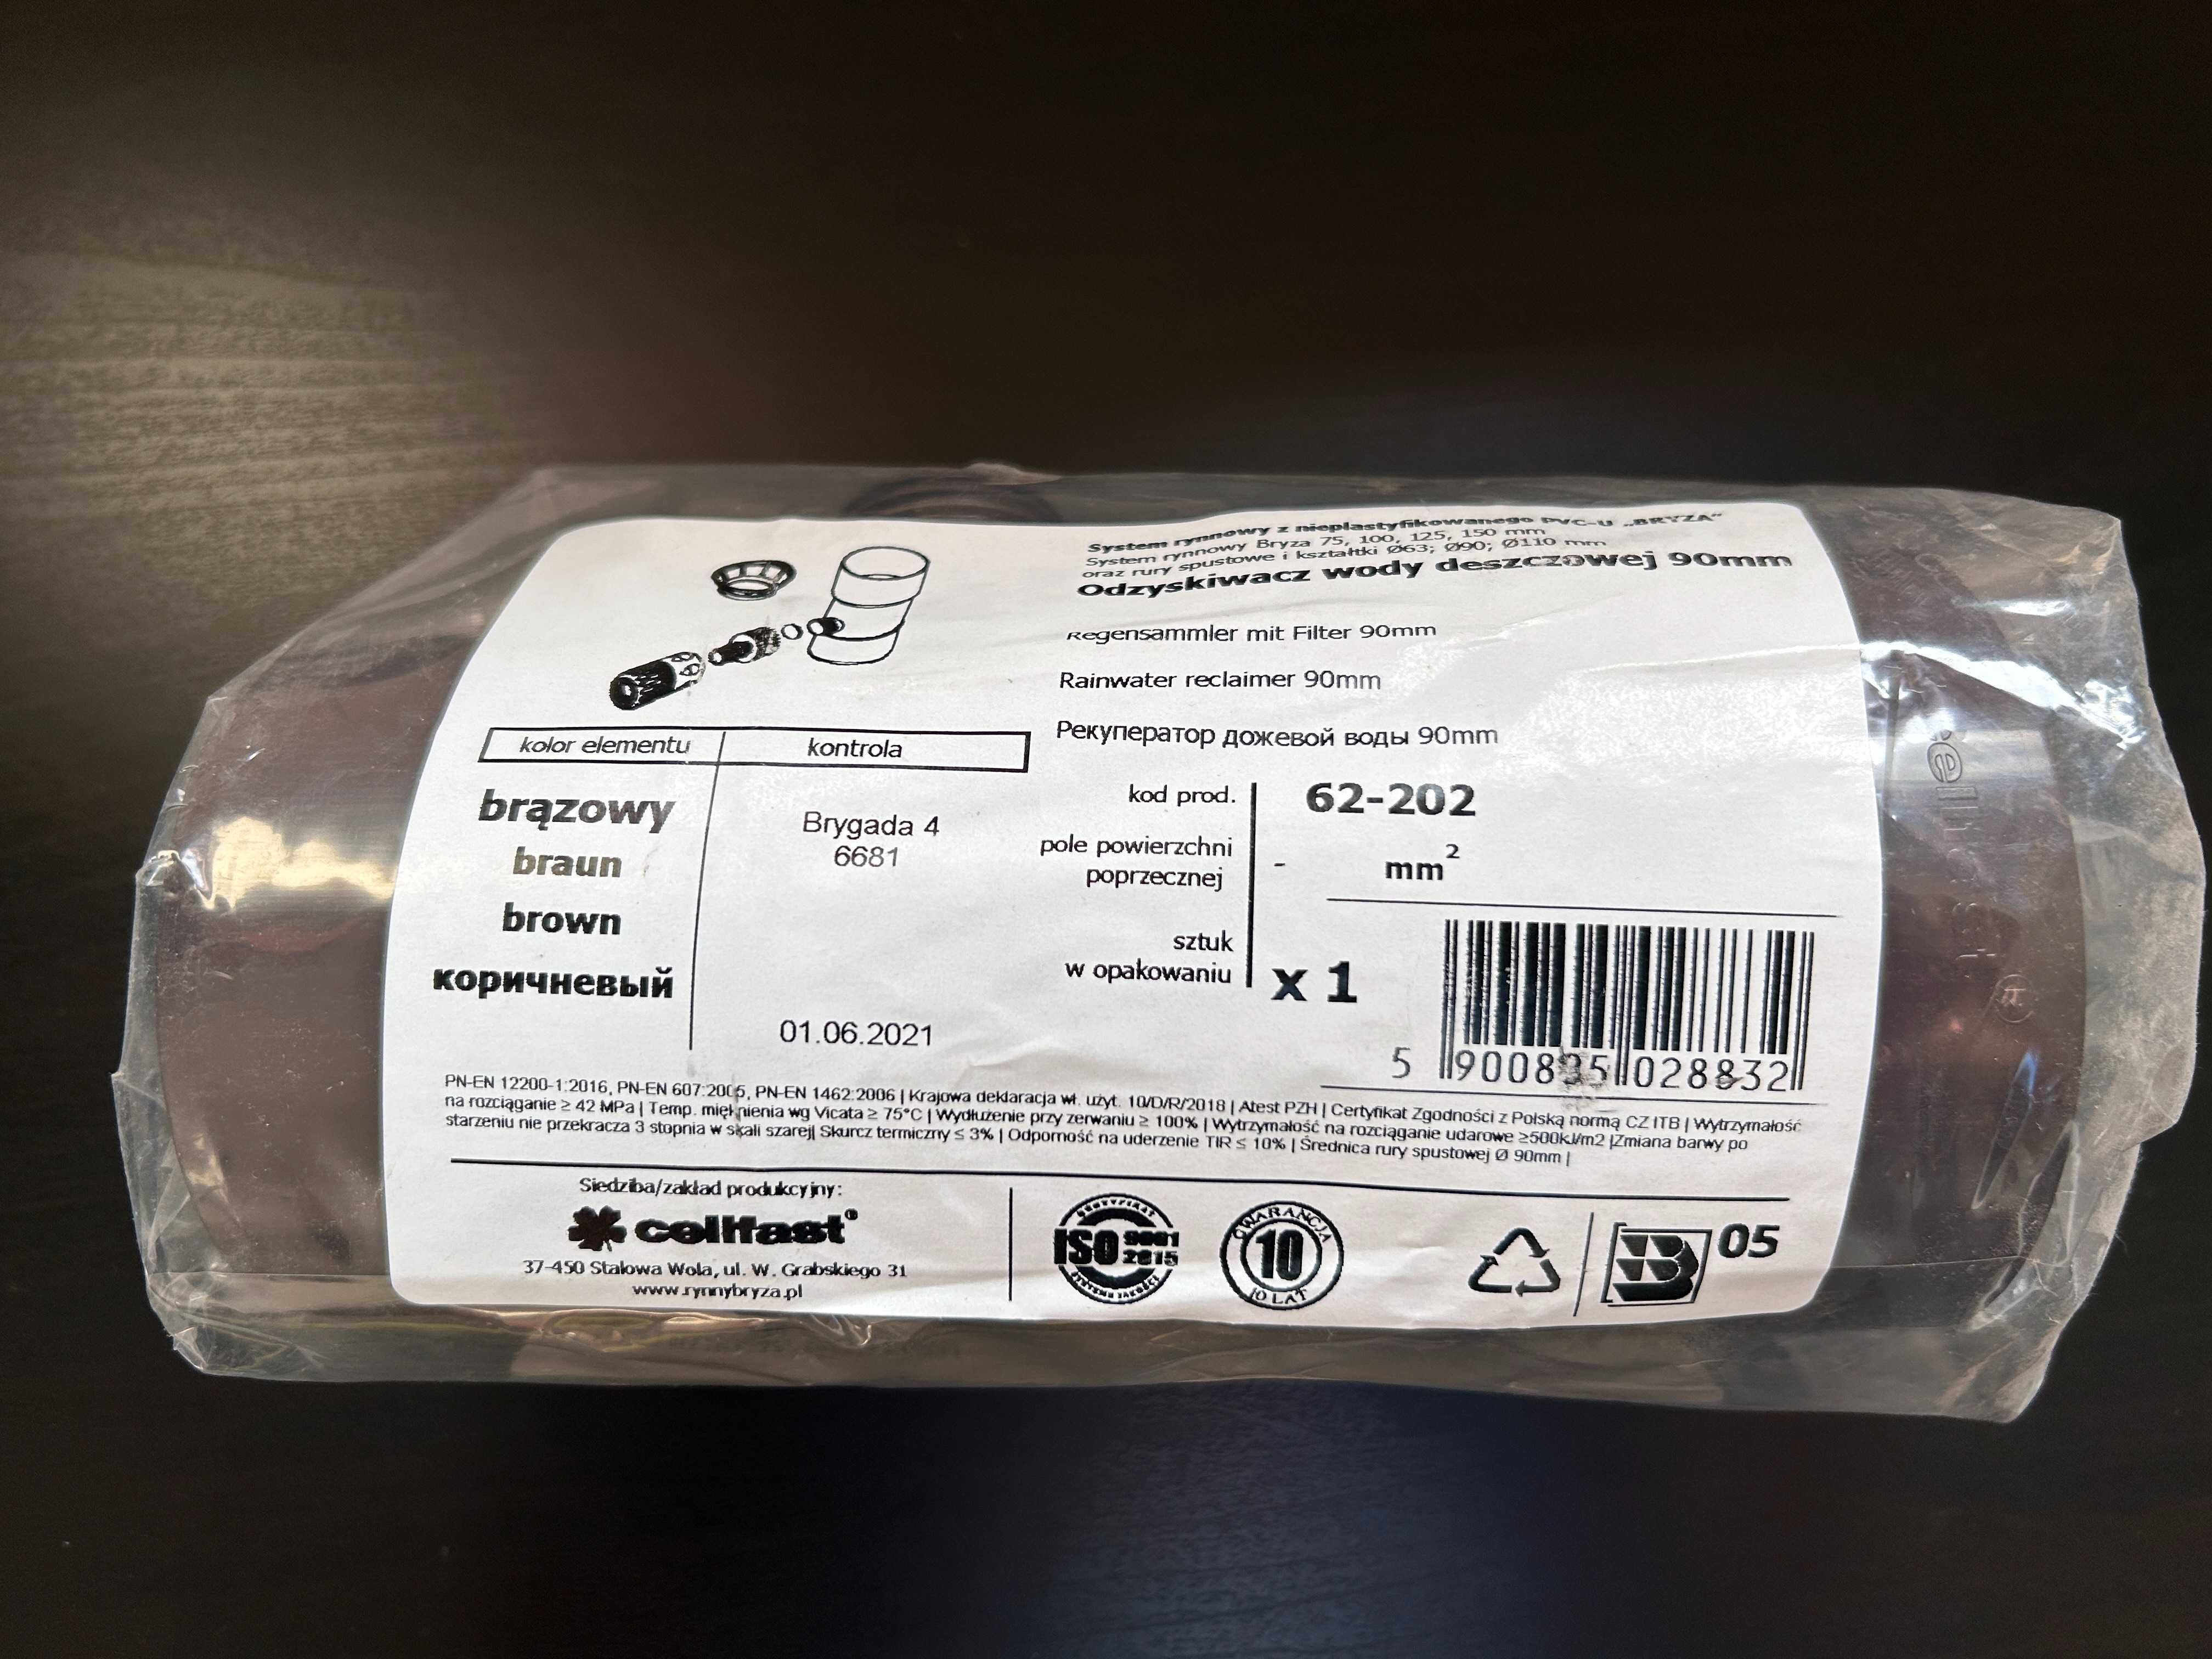 System rynnowy z nieplastyfikowanego PVC-U „BRYZA"
System rynnowy Bryza 75, 100, 125, 150 mm
oraz rury spustowe i kształtki Ø63; Ø90; Ø110 mm
Odzyskiwacz wody deszczowej 90mm
Regensammler mit Filter 90mm
Rainwater reclaimer 90mm
Рекуператор дожевой воды 90mm
kolor elementu
kontrola
brązowy
braun
brown
коричневый
Brygada 4
6681
01.06.2021
kod prod.
62-202
pole powierzchni
poprzecznej
- mm²
sztuk
w opakowaniu
x 1
5 900835 028832
PN-EN 12200-1:2016, PN-EN 607:2005, PN-EN 1462:2006 | Krajowa deklaracja wł. użyt. 10/D/R/2018 | Atest PZH | Certyfikat Zgodności z Polską normą CZ ITB | Wytrzymałość
na rozciąganie ≥ 42 MPa | Temp. mięknienia wg Vicata ≥ 75°C | Wydłużenie przy zerwaniu ≥ 100% | Wytrzymałość na rozciąganie udarowe ≥500kJ/m2 |Zmiana barwy po
starzeniu nie przekracza 3 stopnia w skali szarej| Skurcz termiczny ≤ 3% | Odporność na uderzenie TIR ≤ 10% | Średnica rury spustowej Ø 90mm |
Siedziba/zakład produkcyjny:
cellfast®
37-450 Stalowa Wola, ul. W. Grabskiego 31
www.rynnybryza.pl
CERTYFIKAT
ISO 9001
2015
SYSTEMU JAKOŚCI
GWARANCJA
10
10 LAT
B 05